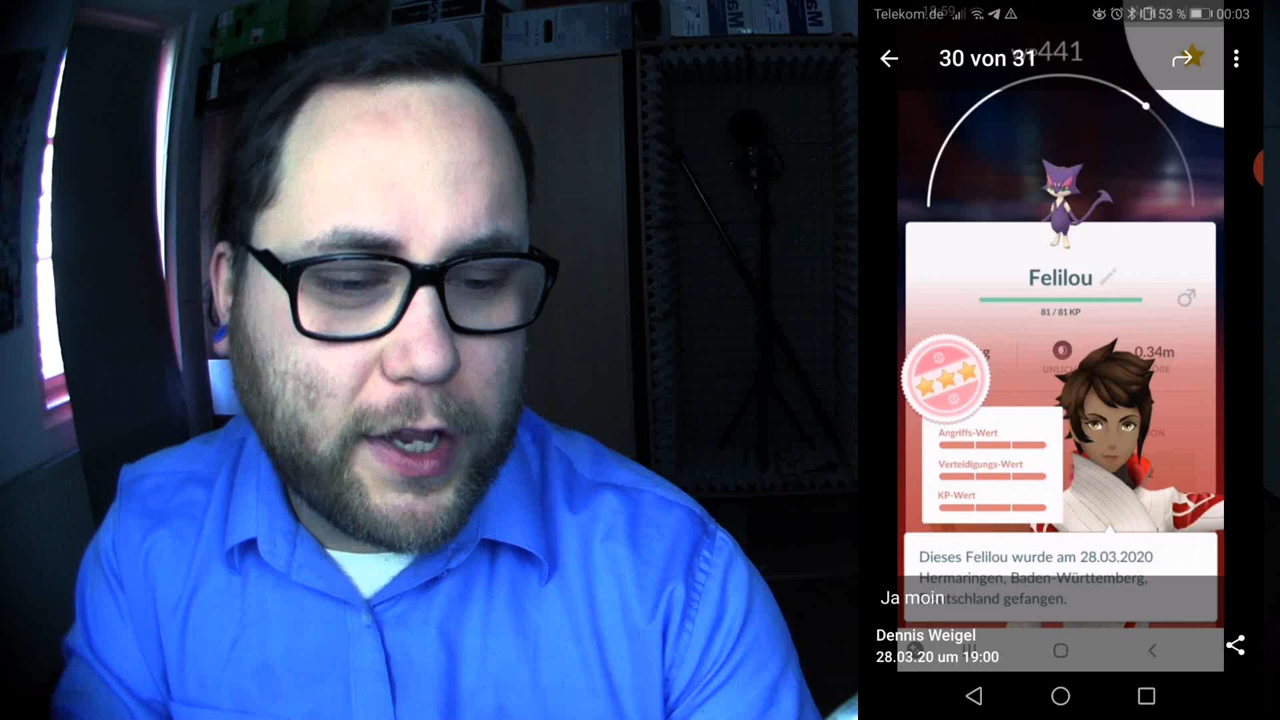 Telekom.de
53 %
00:03
30 von 31
441
Felilou
81 / 81 KP
0.34m
Angriffs-Wert
Verteidigungs-Wert
KP-Wert
Dieses Felilou wurde am 28.03.2020
Hermaringen, Baden-Württemberg,
gefangen.
Ja moin
Dennis Weigel
28.03.20 um 19:00